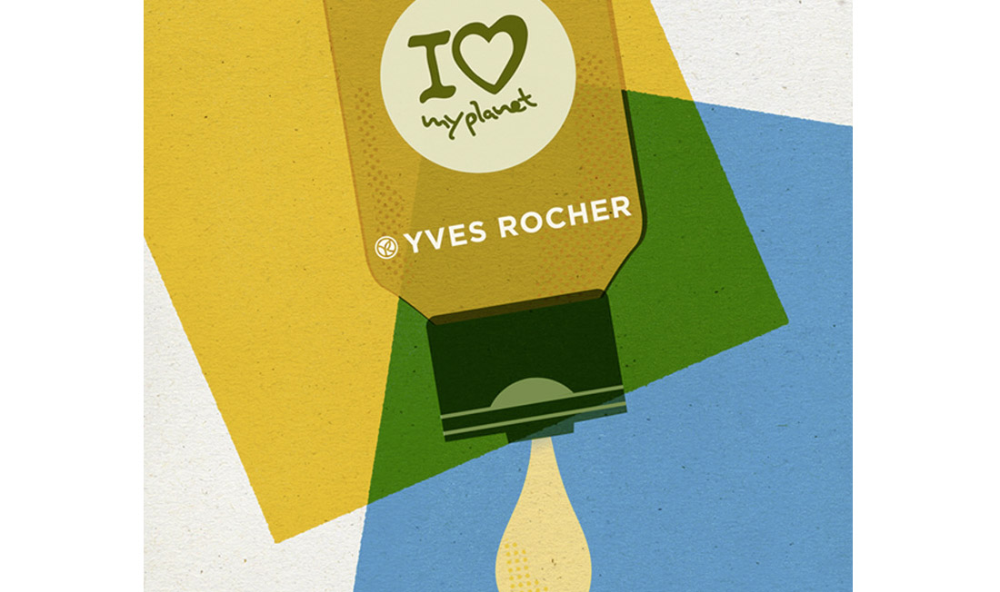 I ♡
my planet
YVES ROCHER